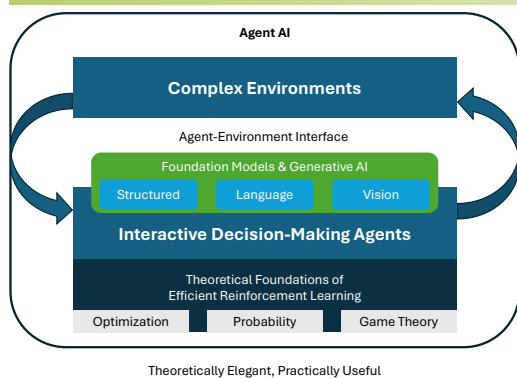 Agent AI
Complex Environments
Agent-Environment Interface
Foundation Models & Generative AI
Structured
Language
Vision
Interactive Decision-Making Agents
Theoretical Foundations of
Efficient Reinforcement Learning
Optimization
Probability
Game Theory
Theoretically Elegant, Practically Useful